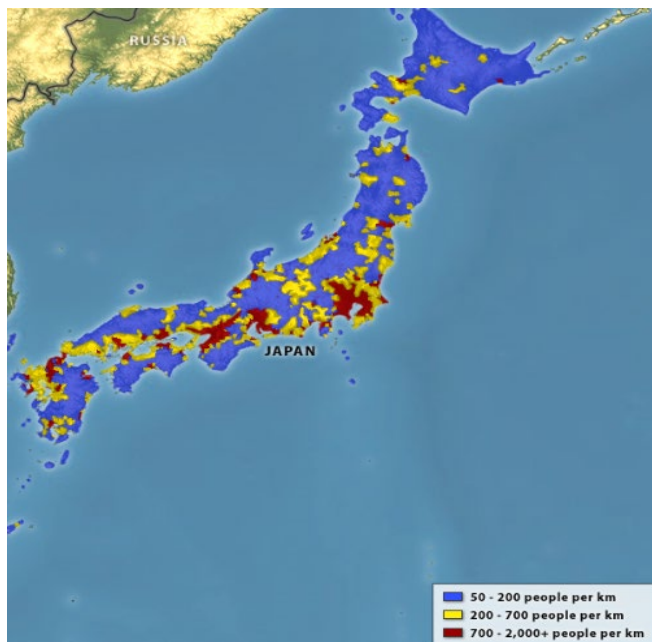 RUSSIA
JAPAN
50 - 200 people per km
200 - 700 people per km
700 - 2,000+ people per km